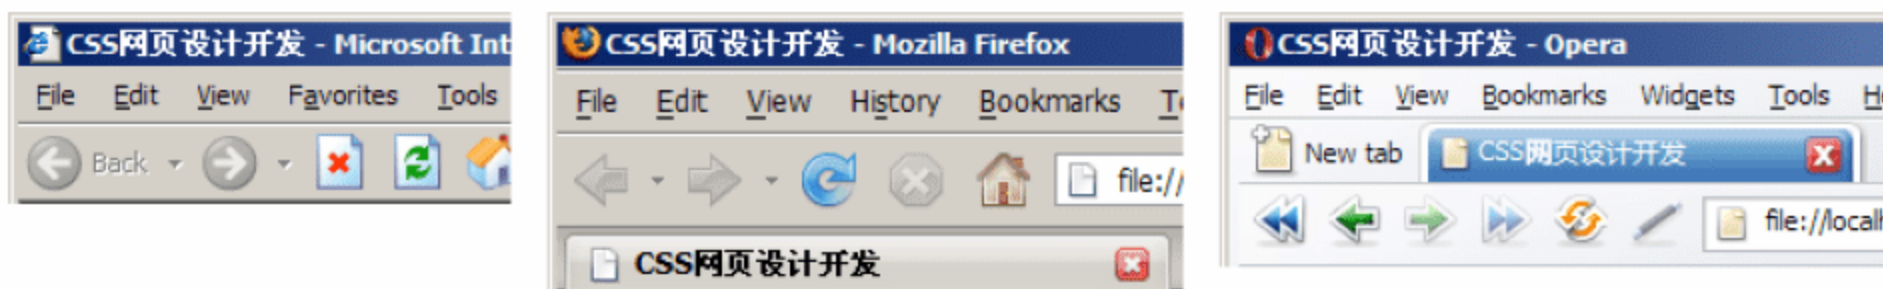 CSS网页设计开发 - Microsoft Int
File Edit View Favorites Tools
Back
CSS网页设计开发 - Mozilla Firefox
File Edit View History Bookmarks
file://
CSS网页设计开发
CSS网页设计开发 - Opera
File Edit View Bookmarks Widgets Tools
New tab CSS网页设计开发
file://local